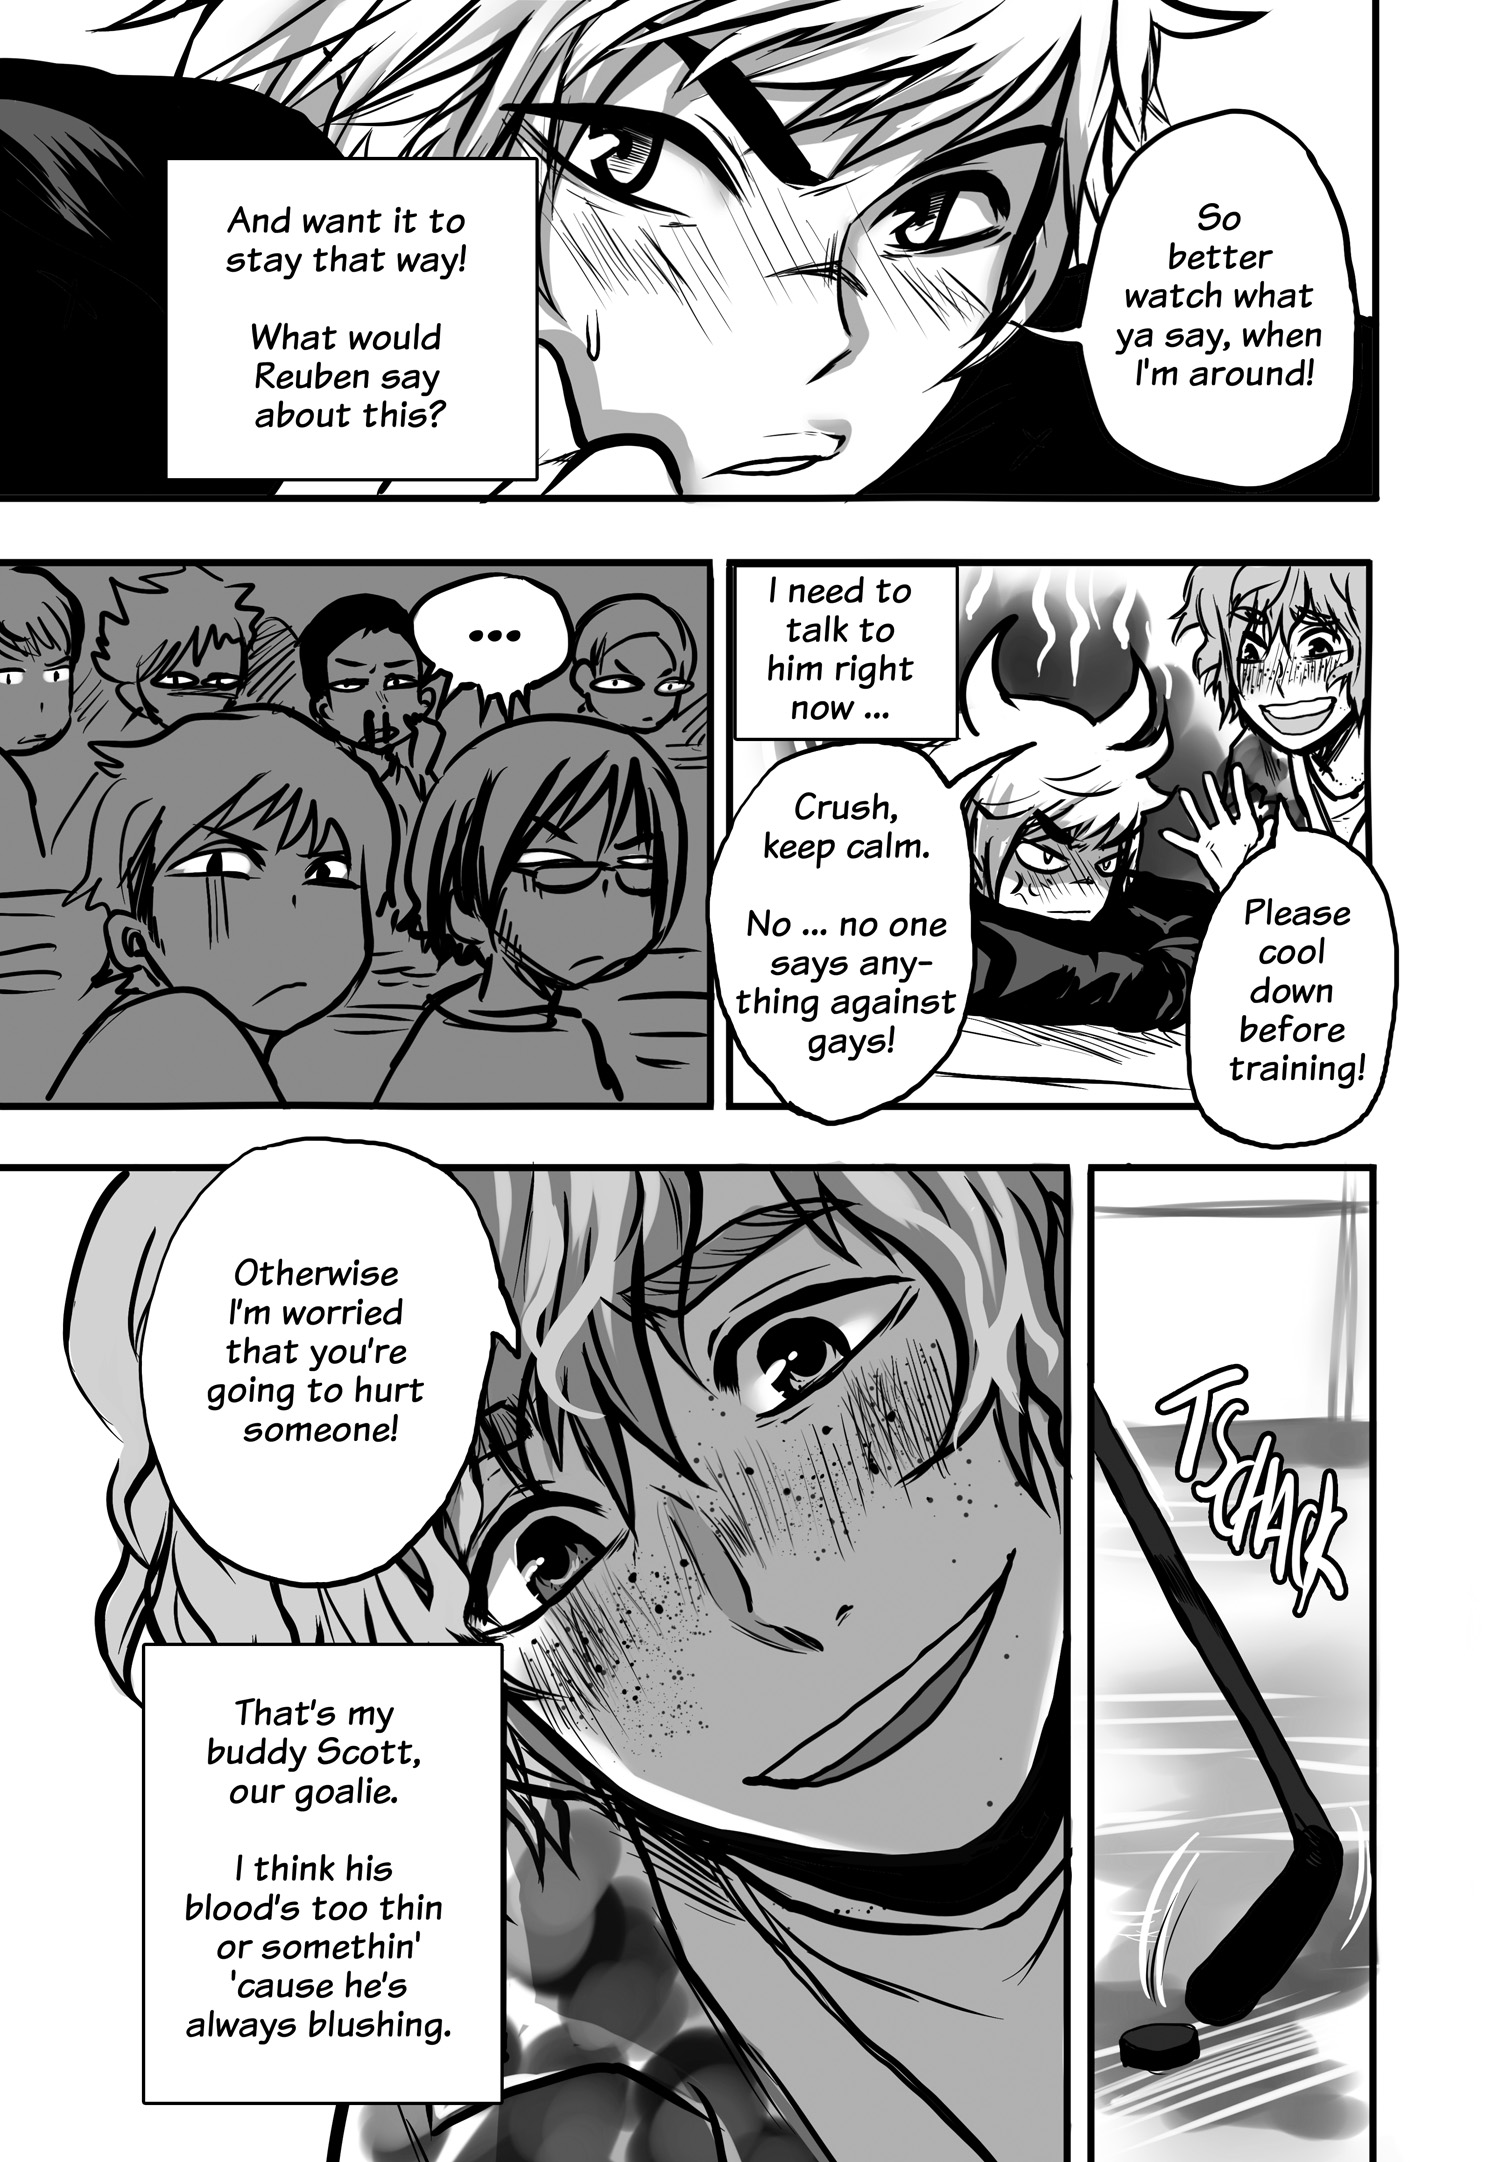 And want it to
stay that way!
What would
Reuben say
about this?
So
better
watch what
ya say, when
I'm around!
...
I need to
talk to
him right
now ...
Crush,
keep calm.
No ... no one
says any-
thing against
gays!
Please
cool
down
before
training!
Otherwise
I'm worried
that you're
going to hurt
someone!
That's my
buddy Scott,
our goalie.
I think his
blood's too thin
or somethin'
'cause he's
always blushing.
TSCHACK